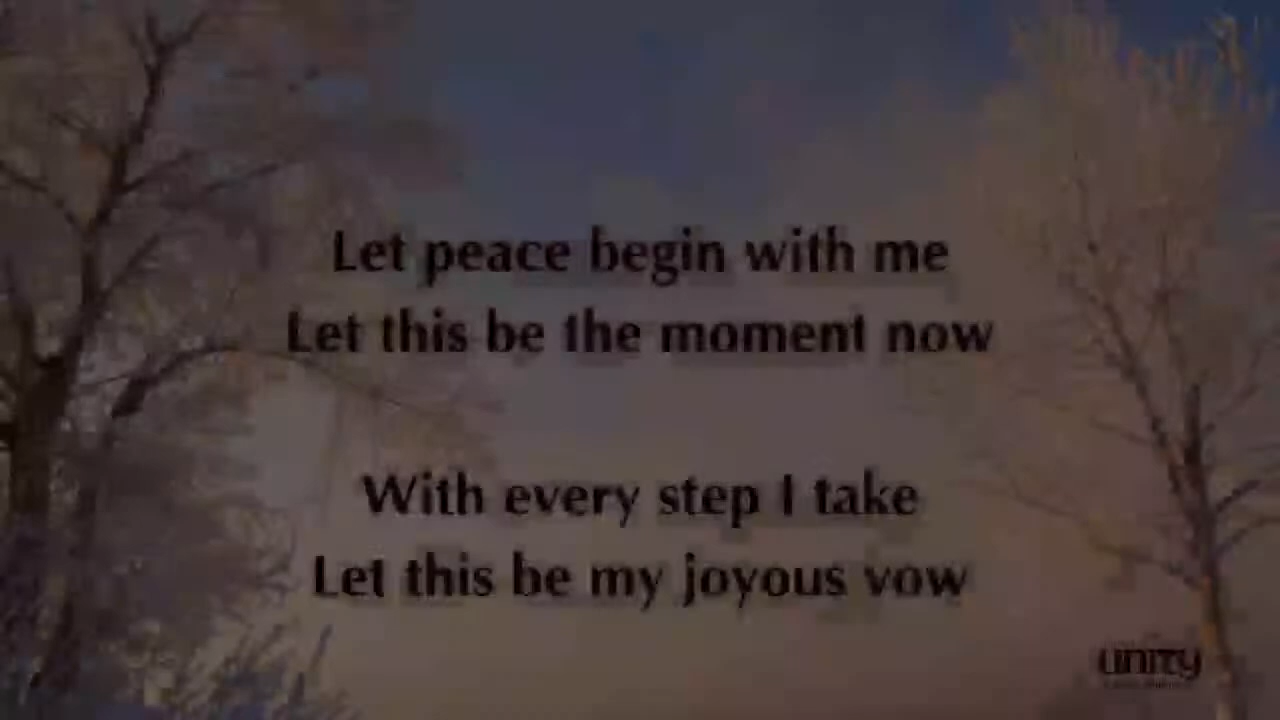 Let peace begin with me
Let this be the moment now
With every step I take
Let this be my joyous vow
unity